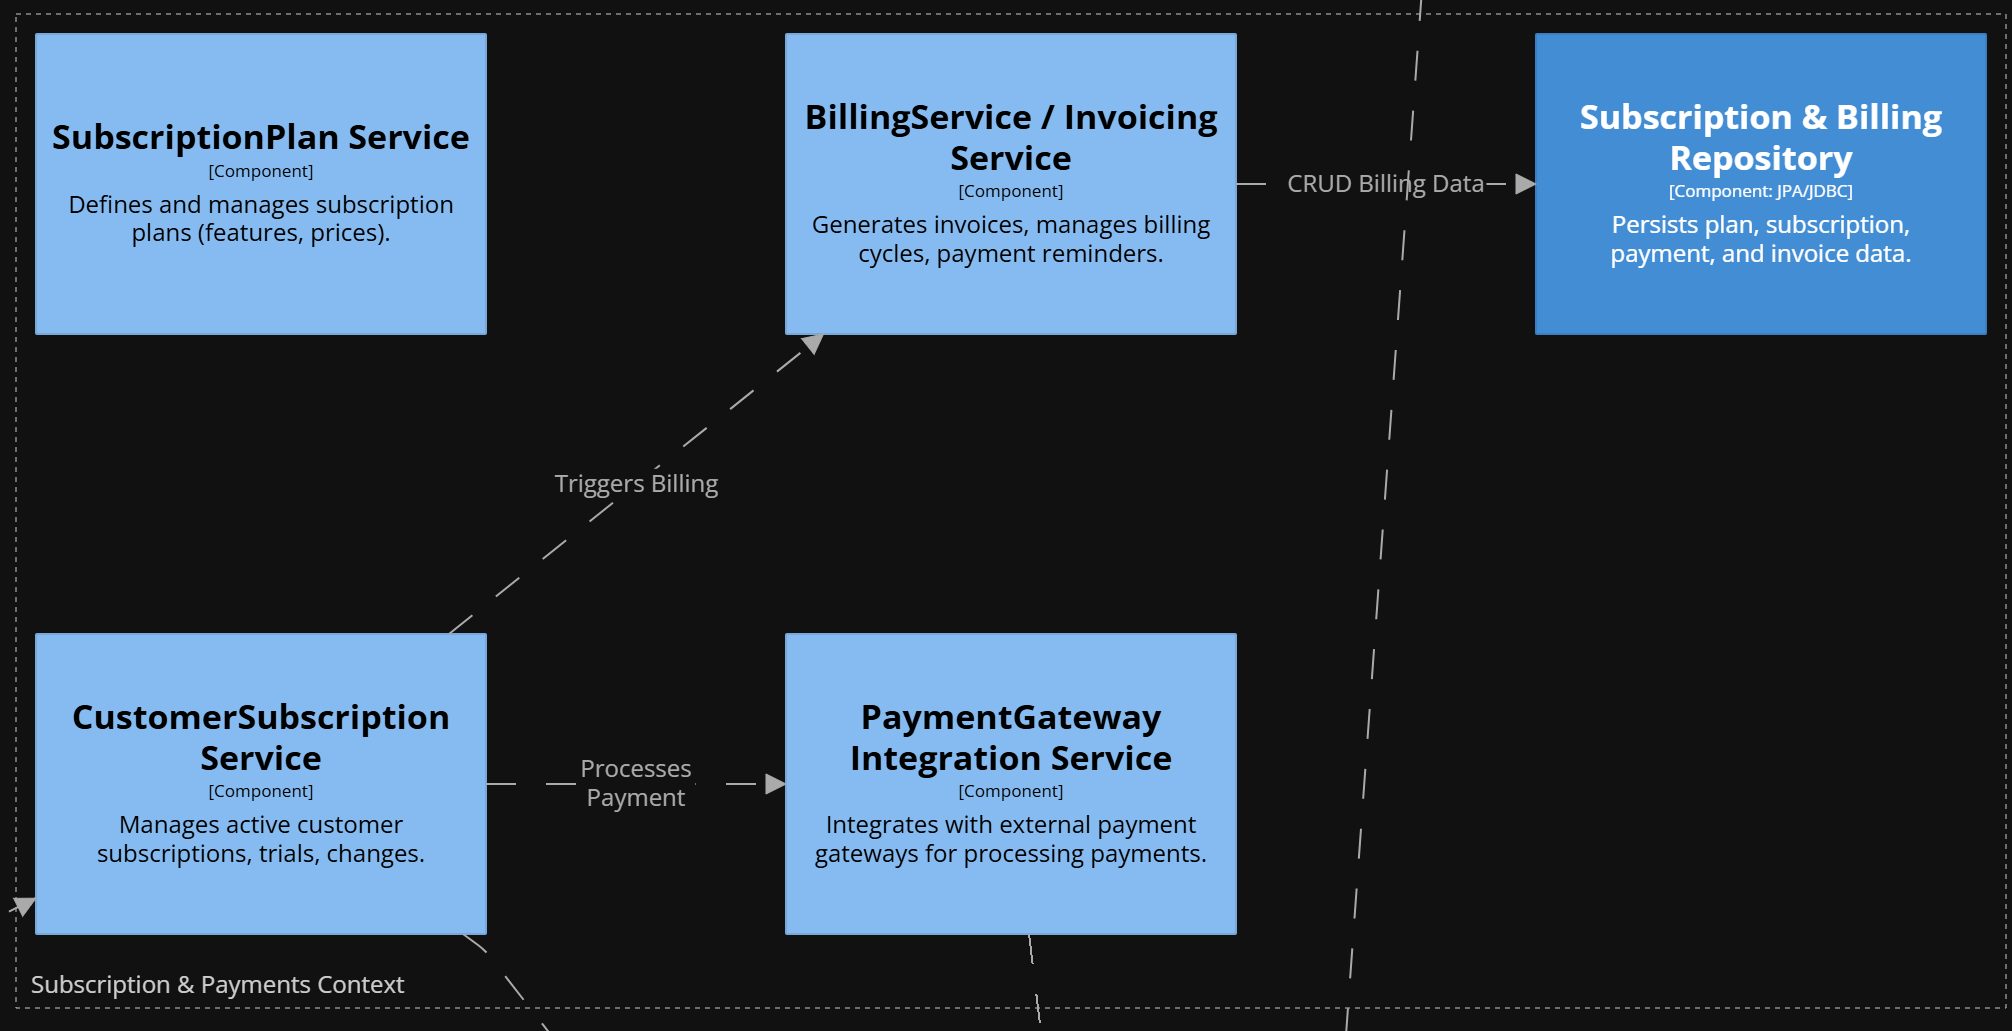 SubscriptionPlan Service
[Component]
Defines and manages subscription
plans (features, prices).
BillingService / Invoicing
Service
[Component]
Generates invoices, manages billing
cycles, payment reminders.
CRUD Billing Data
Subscription & Billing
Repository
[Component: JPA/JDBC]
Persists plan, subscription,
payment, and invoice data.
Triggers Billing
CustomerSubscription
Service
[Component]
Manages active customer
subscriptions, trials, changes.
Processes
Payment
PaymentGateway
Integration Service
[Component]
Integrates with external payment
gateways for processing payments.
Subscription & Payments Context